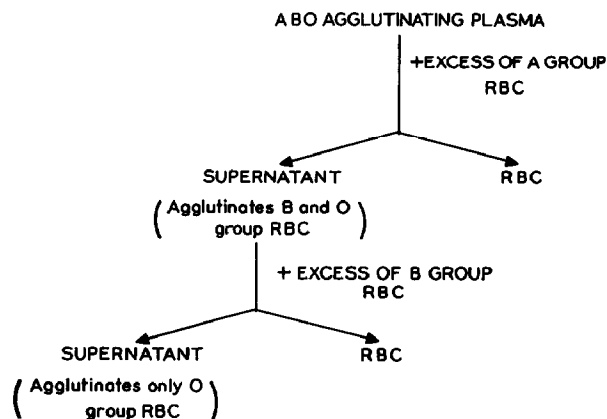 ABO AGGLUTINATING PLASMA
+EXCESS OF A GROUP
RBC
SUPERNATANT
RBC
(Agglutinates B and O
group RBC)
+ EXCESS OF B GROUP
RBC
SUPERNATANT
RBC
(Agglutinates only O
group RBC)